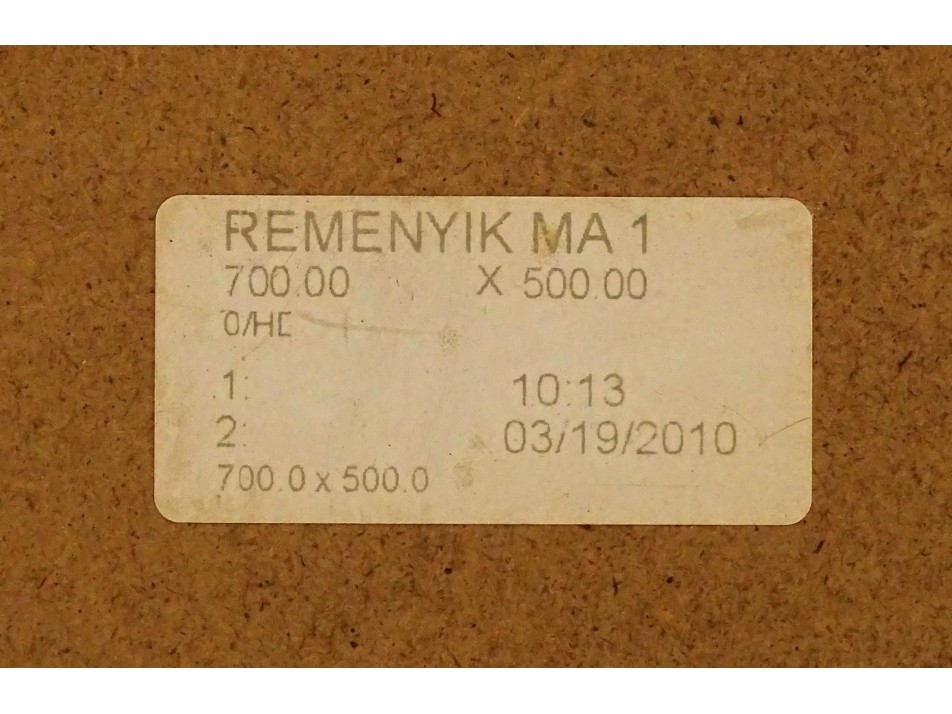 REMENYIK MA 1
700.00 X 500.00
0/HE
.1: 10:13
2: 03/19/2010
700.0 x 500.0